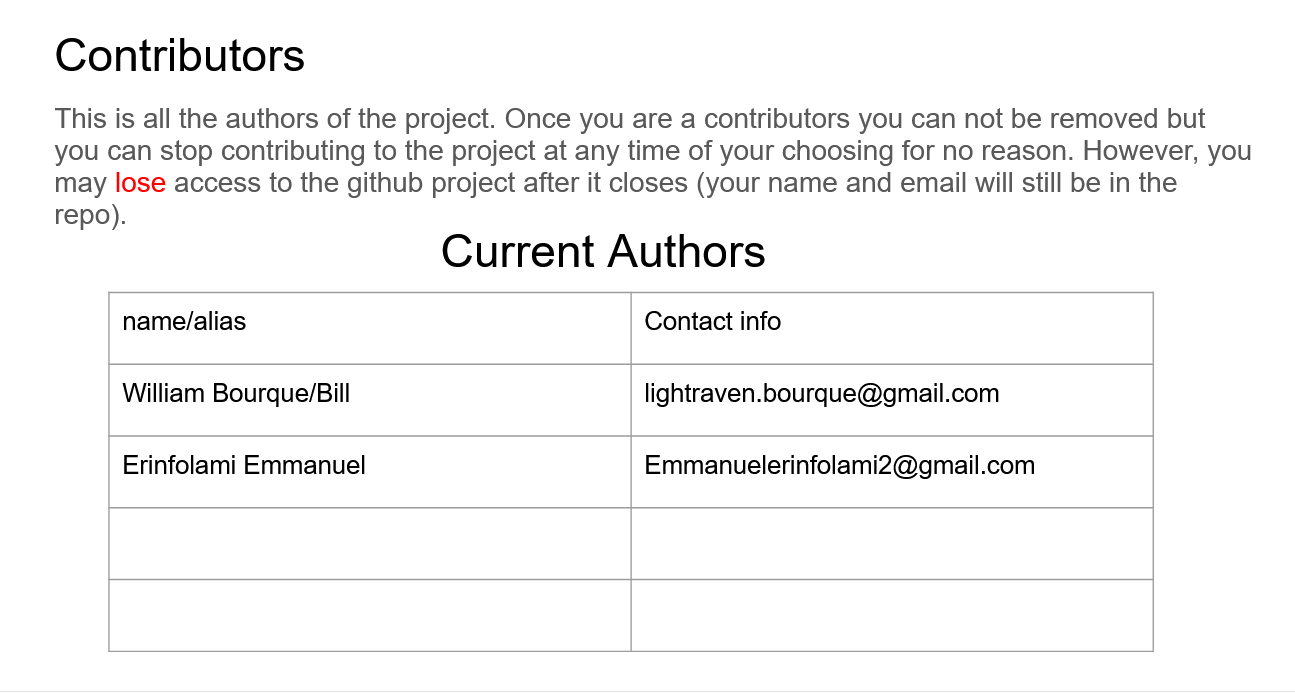 Contributors
This is all the authors of the project. Once you are a contributors you can not be removed but
you can stop contributing to the project at any time of your choosing for no reason. However, you
may lose access to the github project after it closes (your name and email will still be in the
repo).
Current Authors
name/alias Contact info
William Bourque/Bill lightraven.bourque@gmail.com
Erinfolami Emmanuel Emmanuelerinfolami2@gmail.com